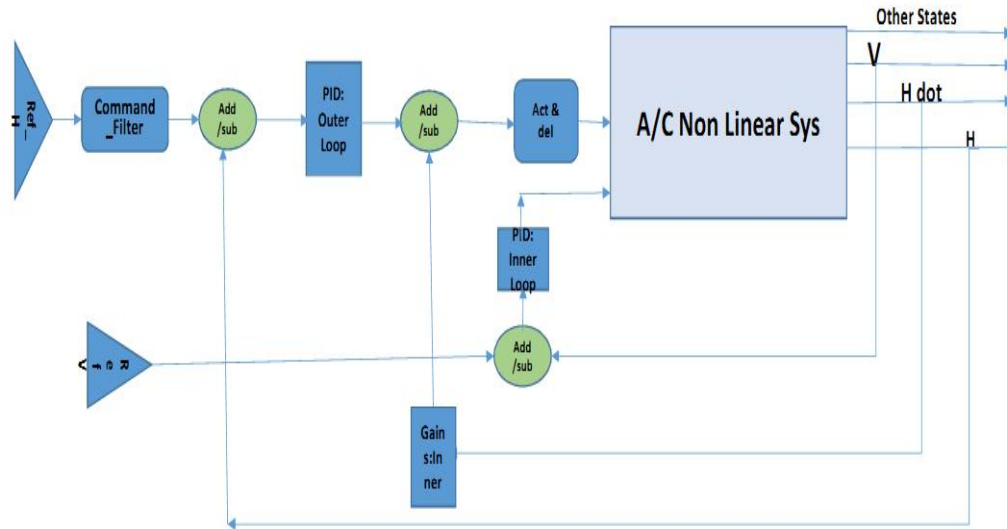 Other States
V
H dot
H
Ref_
H
Command
_Filter
Add
/sub
PID:
Outer
Loop
Add
/sub
Act &
del
A/C Non Linear Sys
PID:
Inner
Loop
Ref
V
Add
/sub
Gain
s:In
ner